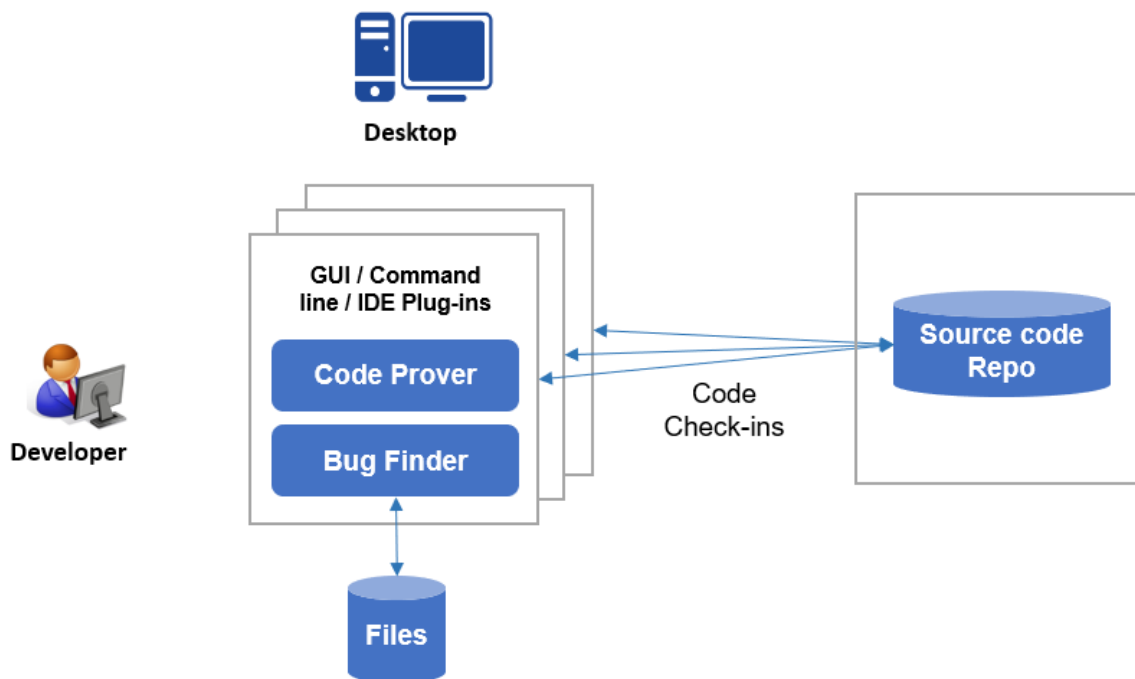 Desktop
GUI / Command
line / IDE Plug-ins
Code Prover
Bug Finder
Developer
Files
Code
Check-ins
Source code
Repo